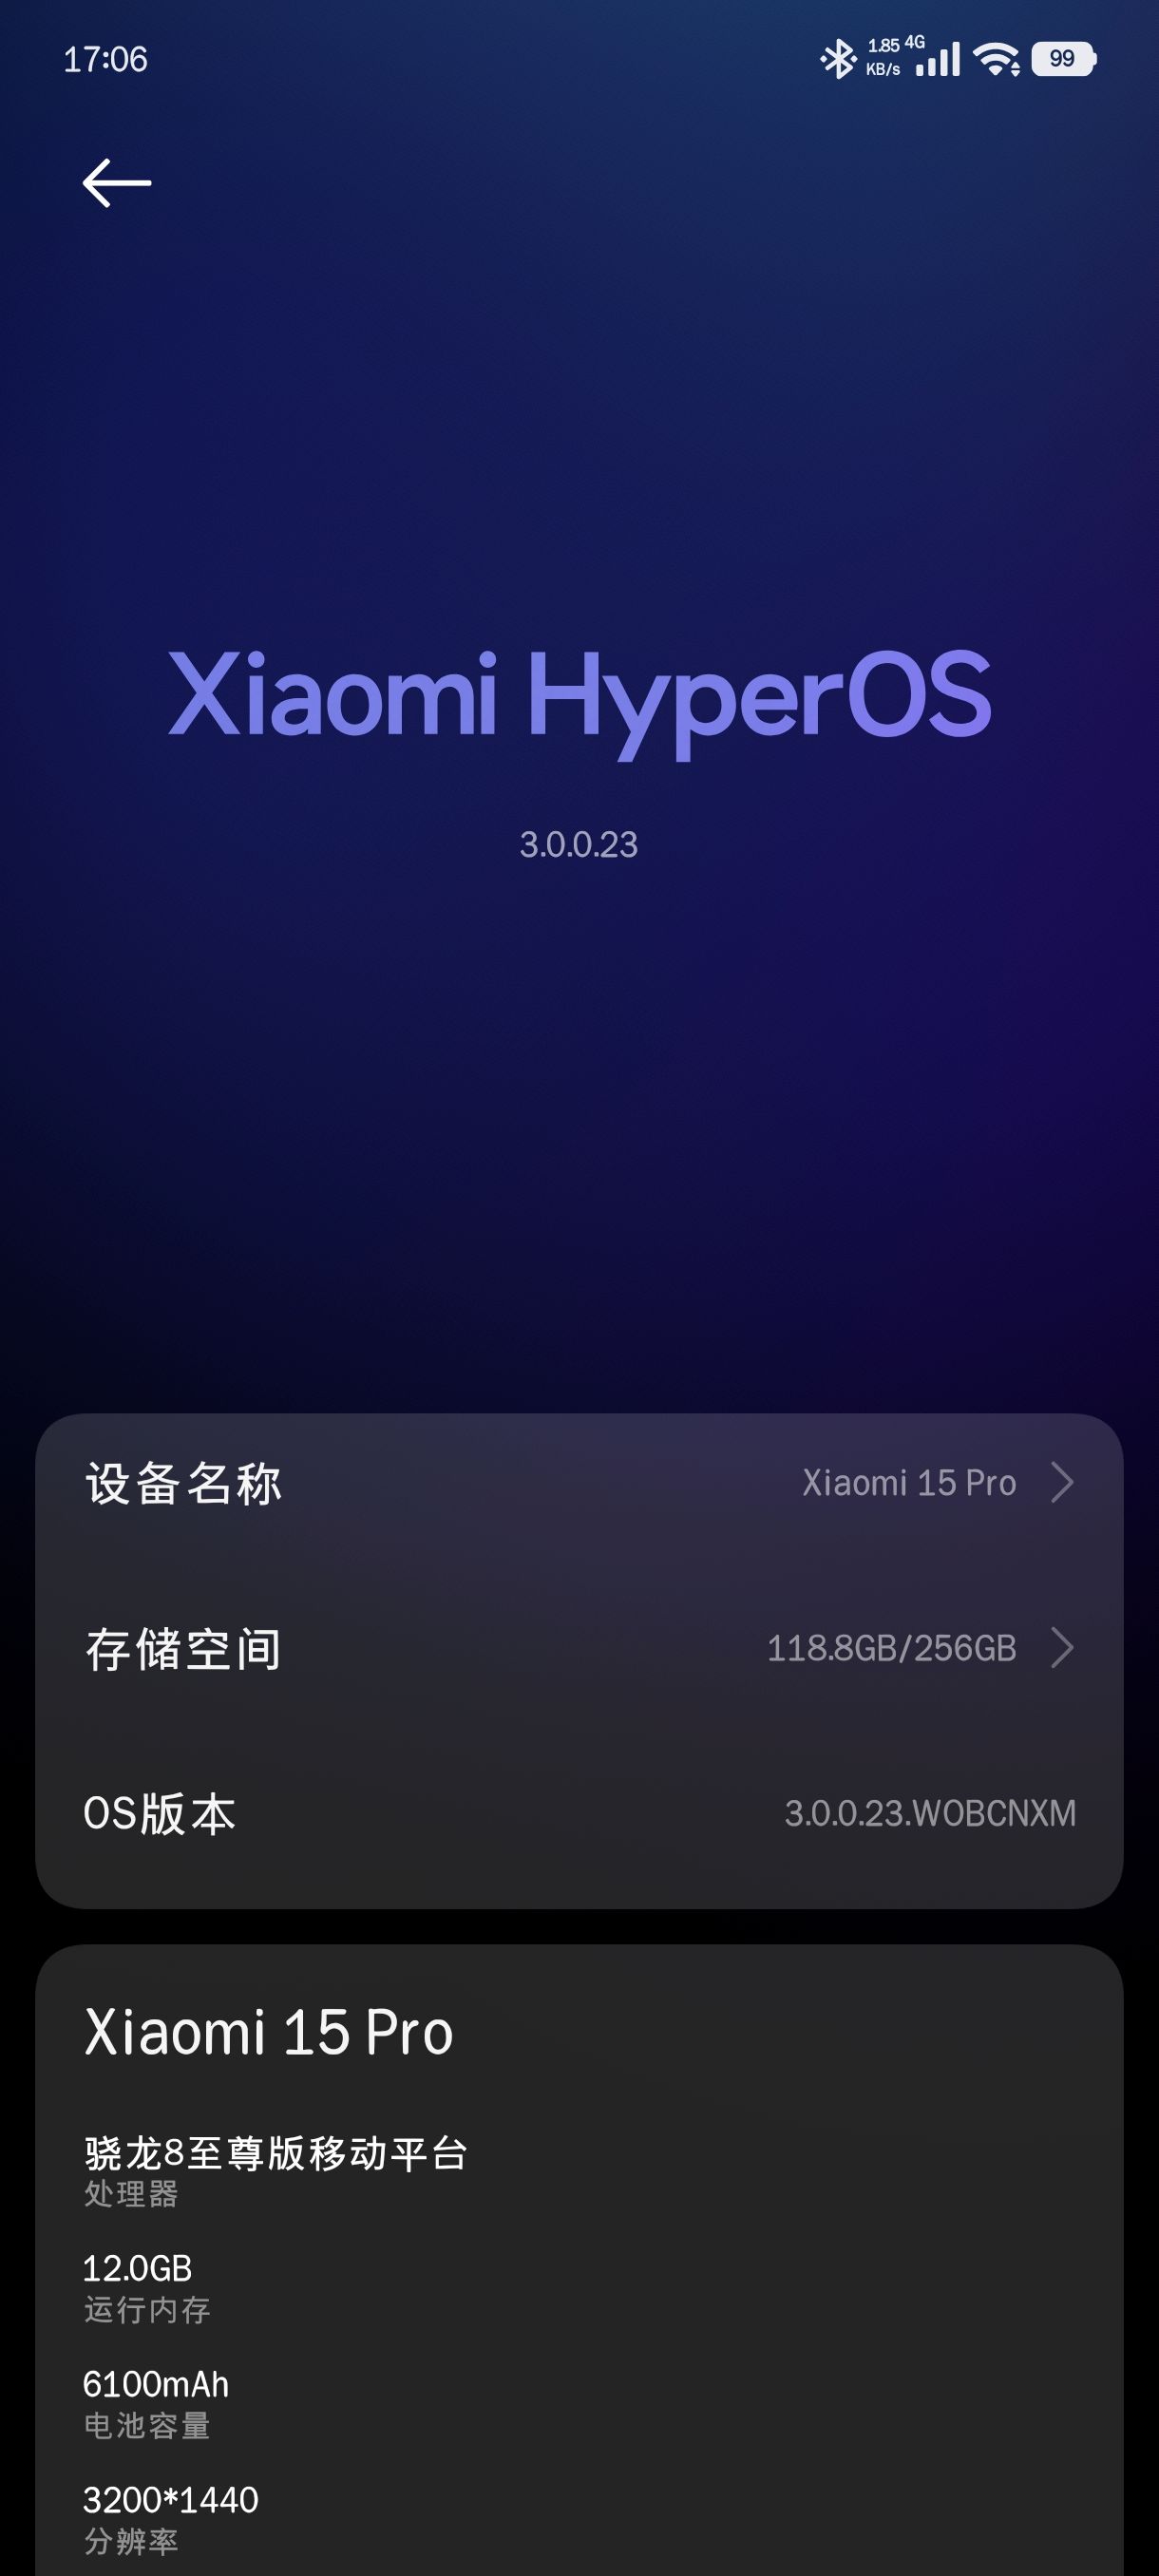 17:06
1.85 4G
KB/s
99
Xiaomi HyperOS
3.0.0.23
设备名称 Xiaomi 15 Pro
存储空间 118.8GB/256GB
OS版本 3.0.0.23.WOBCNXM
Xiaomi 15 Pro
骁龙8至尊版移动平台
处理器
12.0GB
运行内存
6100mAh
电池容量
3200*1440
分辨率